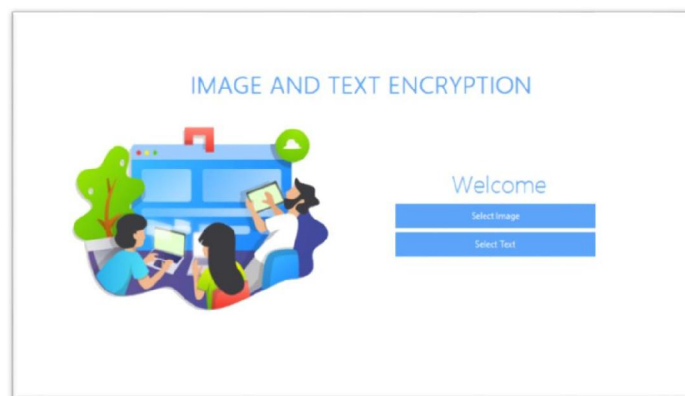 IMAGE AND TEXT ENCRYPTION
Welcome
Select Image
Select Text